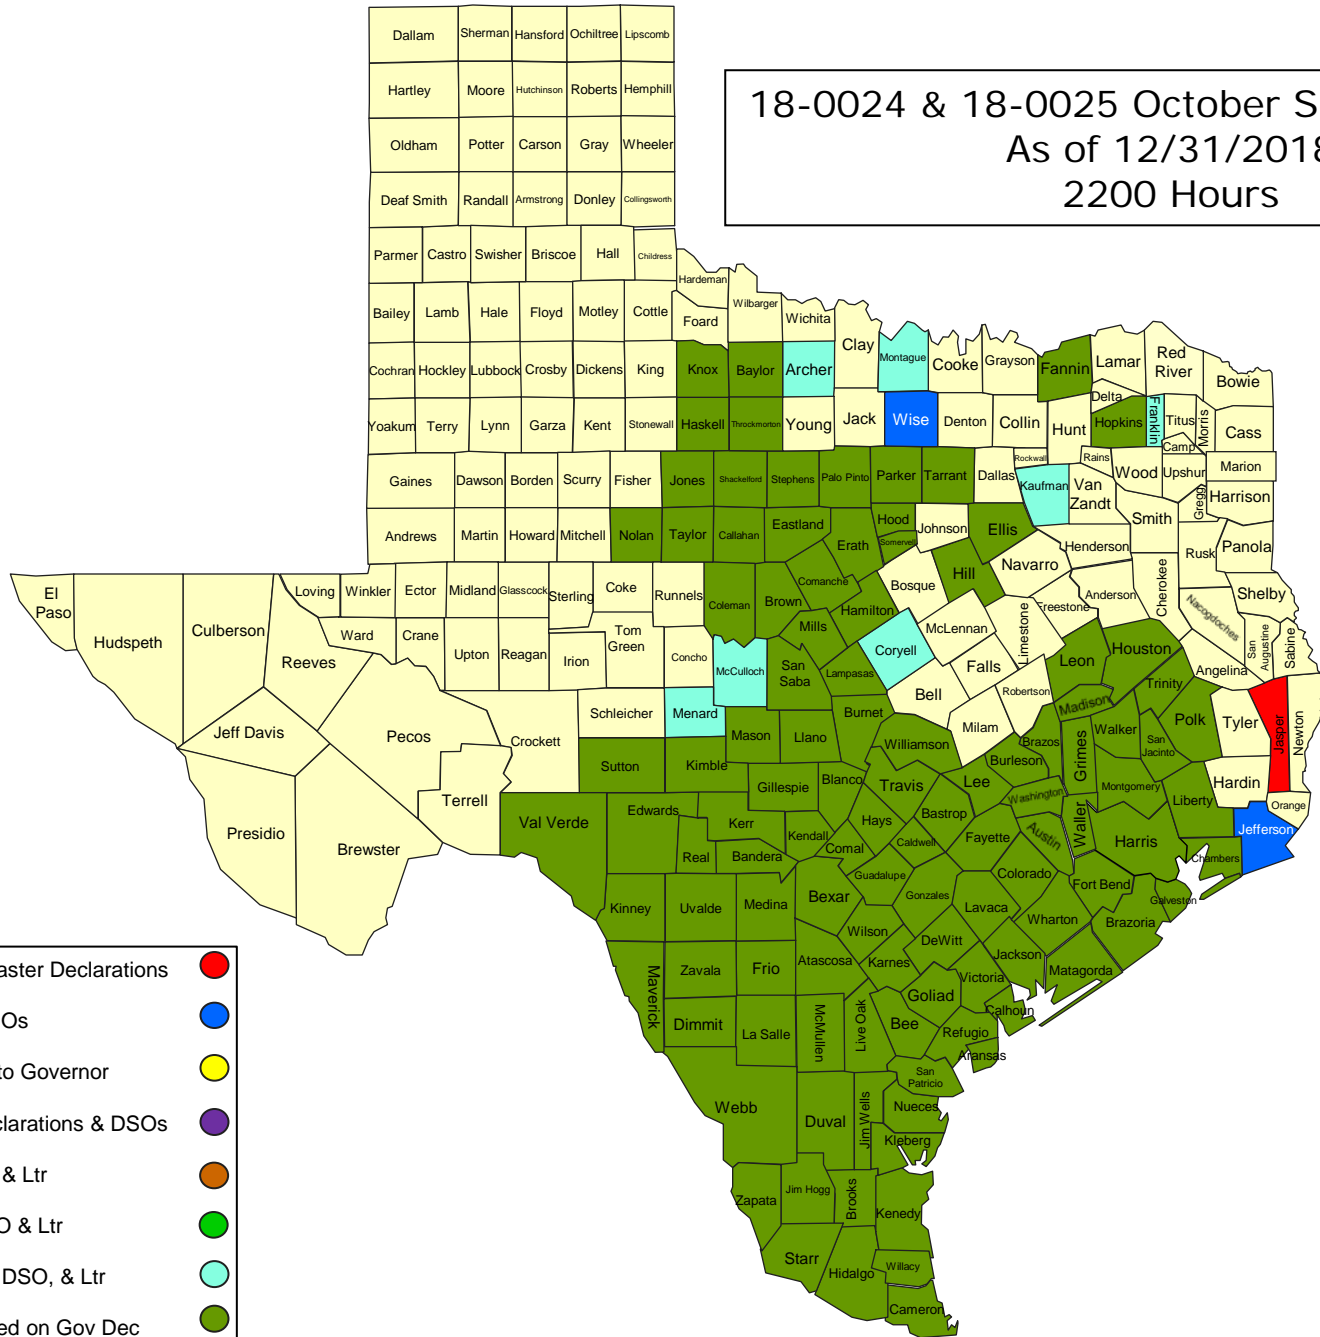 18-0024 & 18-0025 October S
As of 12/31/2018
2200 Hours
Dallam Sherman Hansford Ochiltree Lipscomb
Hartley Moore Hutchinson Roberts Hemphill
Oldham Potter Carson Gray Wheeler
Deaf Smith Randall Armstrong Donley Collingsworth
Parmer Castro Swisher Briscoe Hall Childress
Hardeman
Bailey Lamb Hale Floyd Motley Cottle Foard Wilbarger Wichita Clay
Cochran Hockley Lubbock Crosby Dickens King Knox Baylor Archer Montague Cooke Grayson Fannin Lamar Red River Bowie
Delta
Yoakum Terry Lynn Garza Kent Stonewall Haskell Throckmorton Young Jack Wise Denton Collin Hunt Hopkins Franklin Titus Morris Cass
Camp
Gaines Dawson Borden Scurry Fisher Jones Shackelford Stephens Palo Pinto Parker Tarrant Dallas Rockwall Kaufman Rains Van Zandt Wood Upshur Gregg Marion
Harrison
Andrews Martin Howard Mitchell Nolan Taylor Callahan Eastland Erath Hood Somervell Johnson Ellis Henderson Smith Rusk Panola
El Paso Hudspeth Culberson Loving Winkler Ector Midland Glasscock Sterling Coke Runnels Coleman Brown Comanche Hamilton Bosque Hill Navarro Anderson Cherokee Shelby
Freestone Nacogdoches
Reeves Ward Crane Upton Reagan Irion Tom Green Concho McCulloch San Saba Mills Lampasas Coryell McLennan Falls Limestone Leon Houston Angelina San Augustine Sabine
Jeff Davis Pecos Crockett Schleicher Menard Mason Llano Burnet Bell Milam Robertson Madison Trinity Polk Tyler Jasper Newton
Sutton Kimble Gillespie Blanco Williamson Travis Lee Burleson Brazos Grimes Walker San Jacinto
Presidio Brewster Terrell Val Verde Edwards Kerr Real Bandera Kendall Comal Hays Caldwell Bastrop Fayette Washington Austin Waller Montgomery Liberty Hardin Orange
Jefferson
Kinney Uvalde Medina Bexar Guadalupe Gonzales Lavaca Colorado Fort Bend Harris Chambers
Wharton Brazoria Galveston
Maverick Zavala Frio Atascosa Wilson Karnes DeWitt Jackson Matagorda
Victoria
Dimmit La Salle McMullen Live Oak Bee Goliad Refugio Calhoun
Aransas
San Patricio
Webb Duval Jim Wells Nueces
Kleberg
Zapata Jim Hogg Brooks Kenedy
Starr Hidalgo Willacy
Cameron
aster Declarations
Os
to Governor
clarations & DSOs
& Ltr
O & Ltr
DSO, & Ltr
ed on Gov Dec